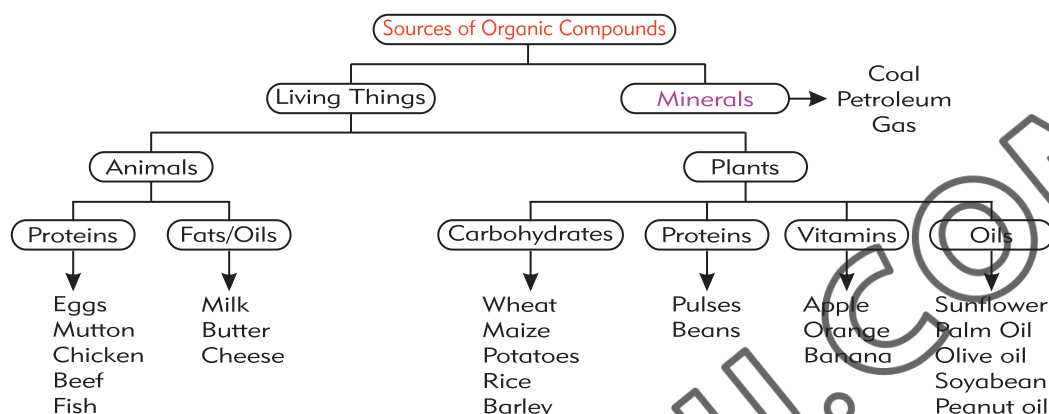 Sources of Organic Compounds
Living Things
Minerals
Coal
Petroleum
Gas
Animals
Plants
Proteins
Fats/Oils
Carbohydrates
Proteins
Vitamins
Oils
Eggs
Mutton
Chicken
Beef
Fish
Milk
Butter
Cheese
Wheat
Maize
Potatoes
Rice
Barley
Pulses
Beans
Apple
Orange
Banana
Sunflower
Palm Oil
Olive oil
Soyabean
Peanut oil